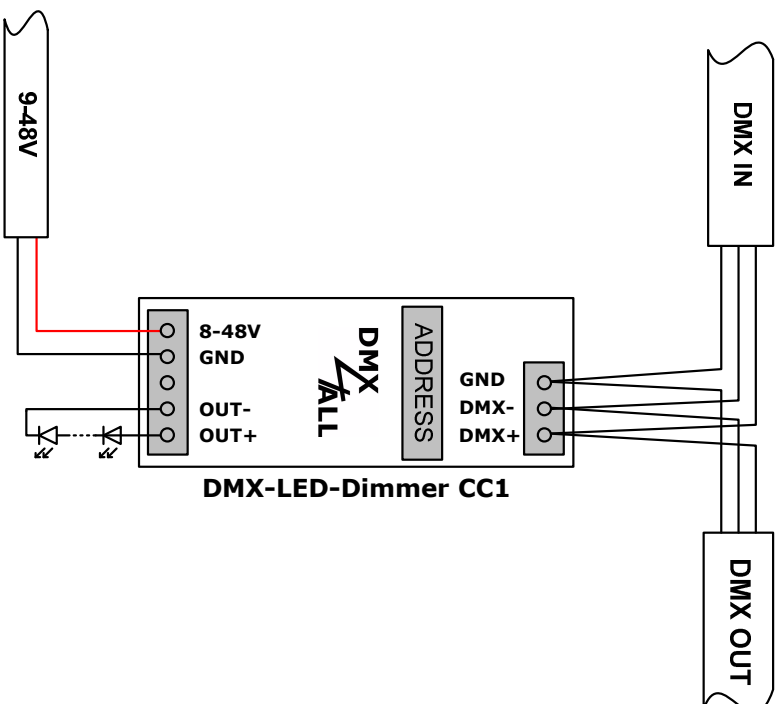 9-48V
DMX IN
8-48V
GND
OUT-
OUT+
DMX
4ALL
ADDRESS
GND
DMX-
DMX+
DMX-LED-Dimmer CC1
DMX OUT